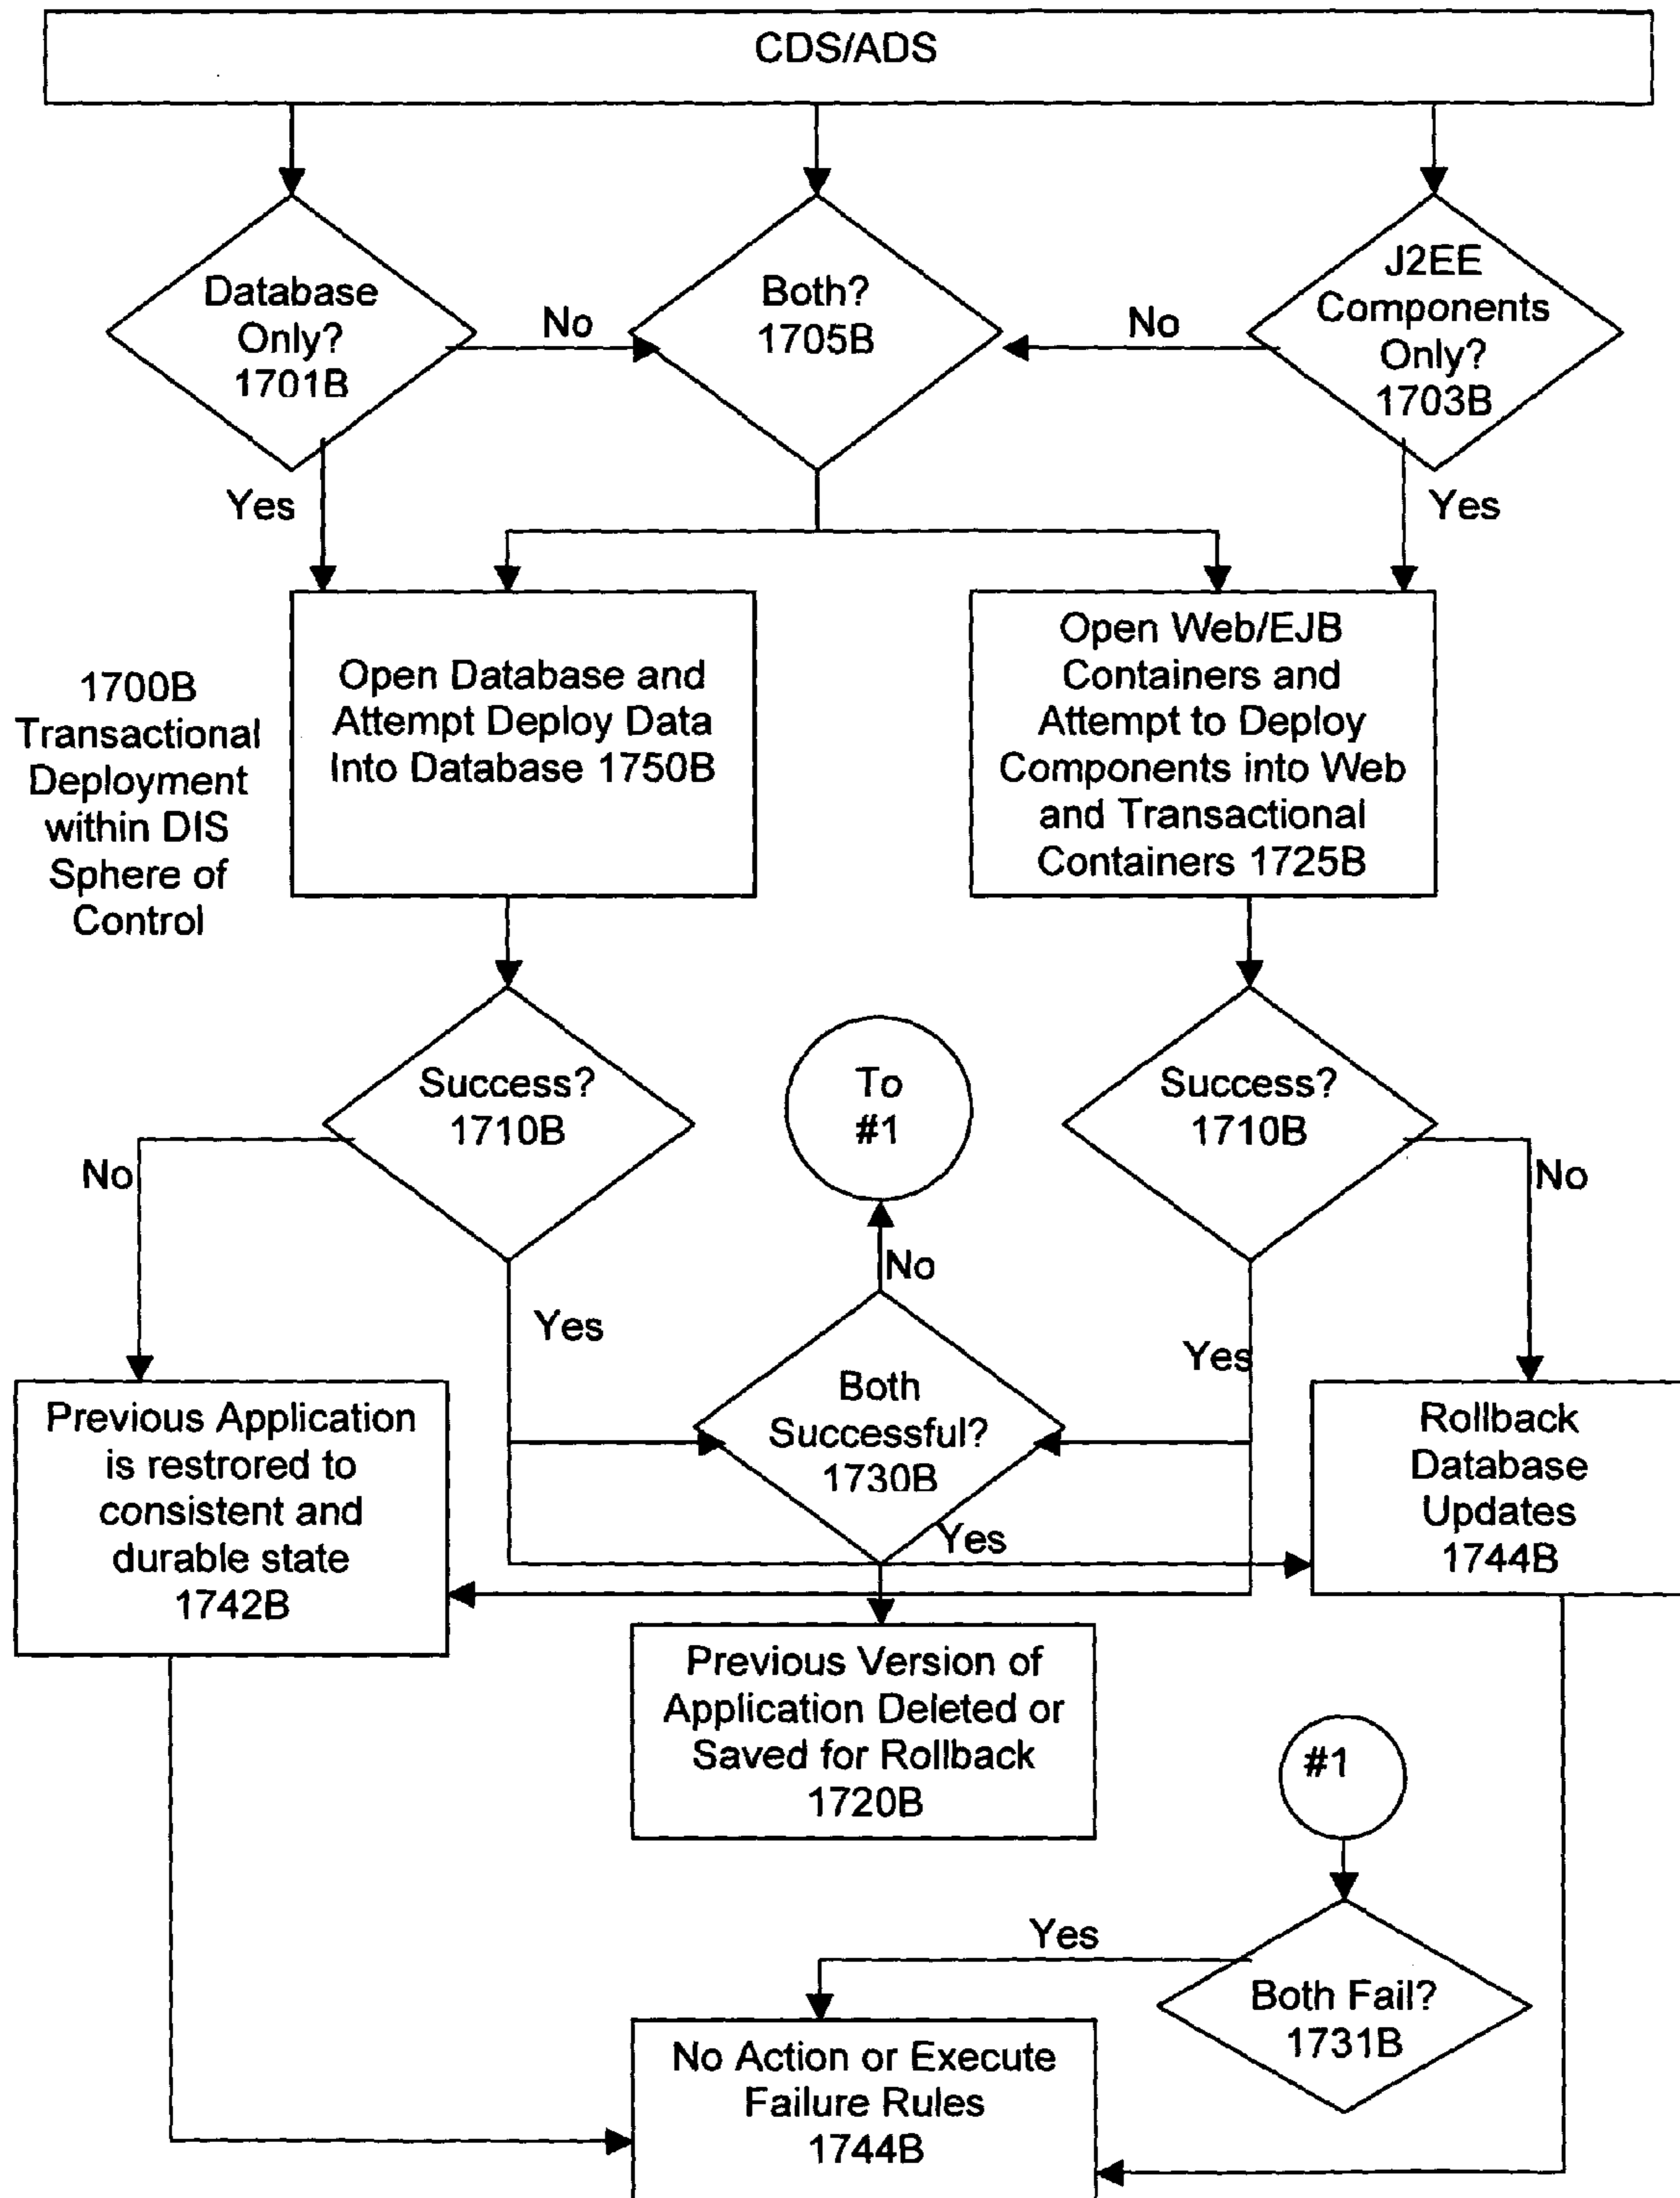 CDS/ADS
Database
Only?
1701B
No
Both?
1705B
No
J2EE
Components
Only?
1703B
Yes
Yes
1700B
Transactional
Deployment
within DIS
Sphere of
Control
Open Database and
Attempt Deploy Data
Into Database 1750B
Open Web/EJB
Containers and
Attempt to Deploy
Components into Web
and Transactional
Containers 1725B
Success?
1710B
To
#1
Success?
1710B
No
No
No
Yes
Yes
Both
Successful?
1730B
Yes
Previous Application
is restrored to
consistent and
durable state
1742B
Rollback
Database
Updates
1744B
Previous Version of
Application Deleted or
Saved for Rollback
1720B
#1
Yes
Both Fail?
1731B
No Action or Execute
Failure Rules
1744B